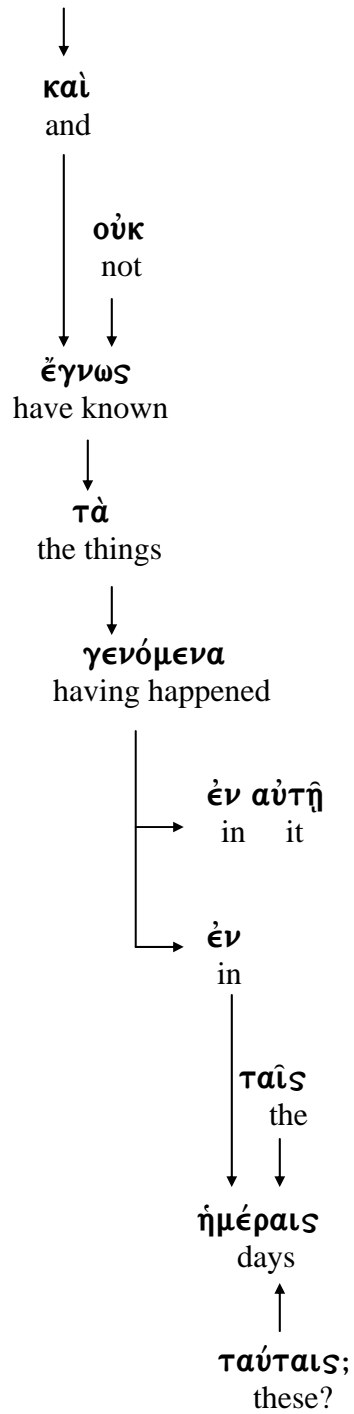 καὶ
and
οὐκ
not
ἔγνως
have known
τὰ
the things
γενόμενα
having happened
ἐν αὐτῇ
in it
ἐν
in
ταῖς
the
ἡμέραις
days
ταύταις;
these?